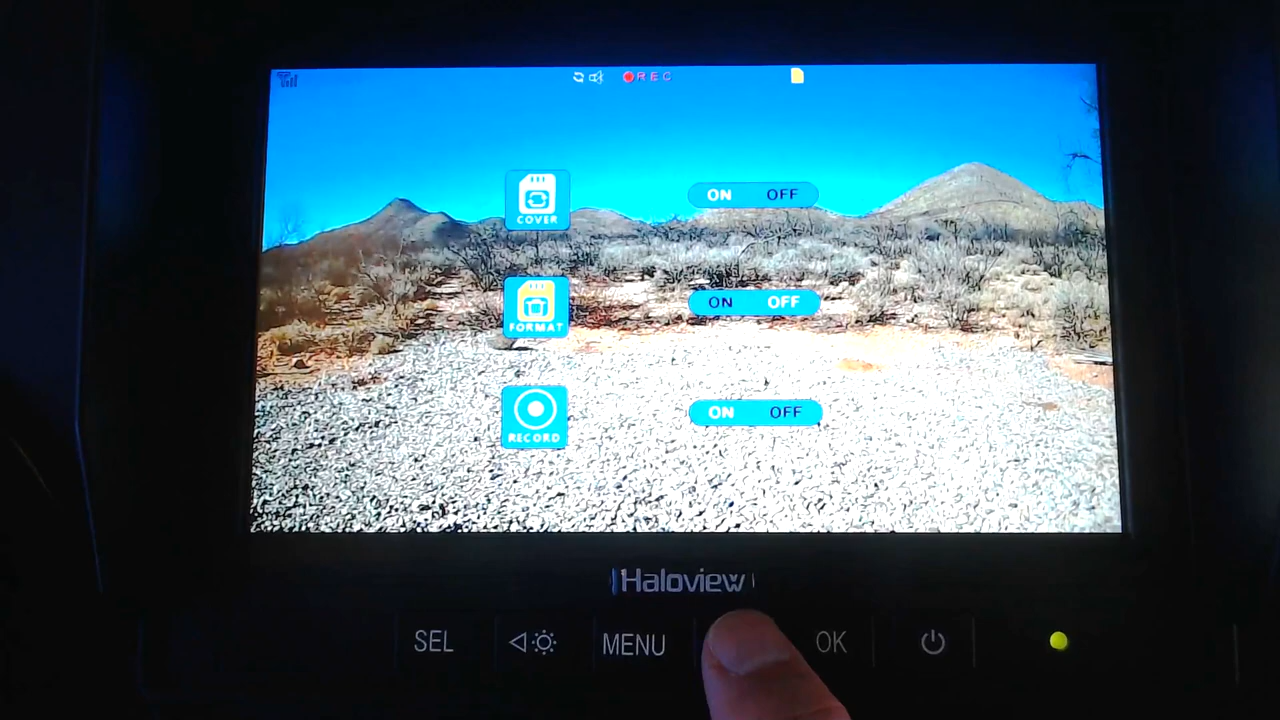 REC
COVER ON OFF
FORMAT ON OFF
RECORD ON OFF
Haloview
SEL MENU OK